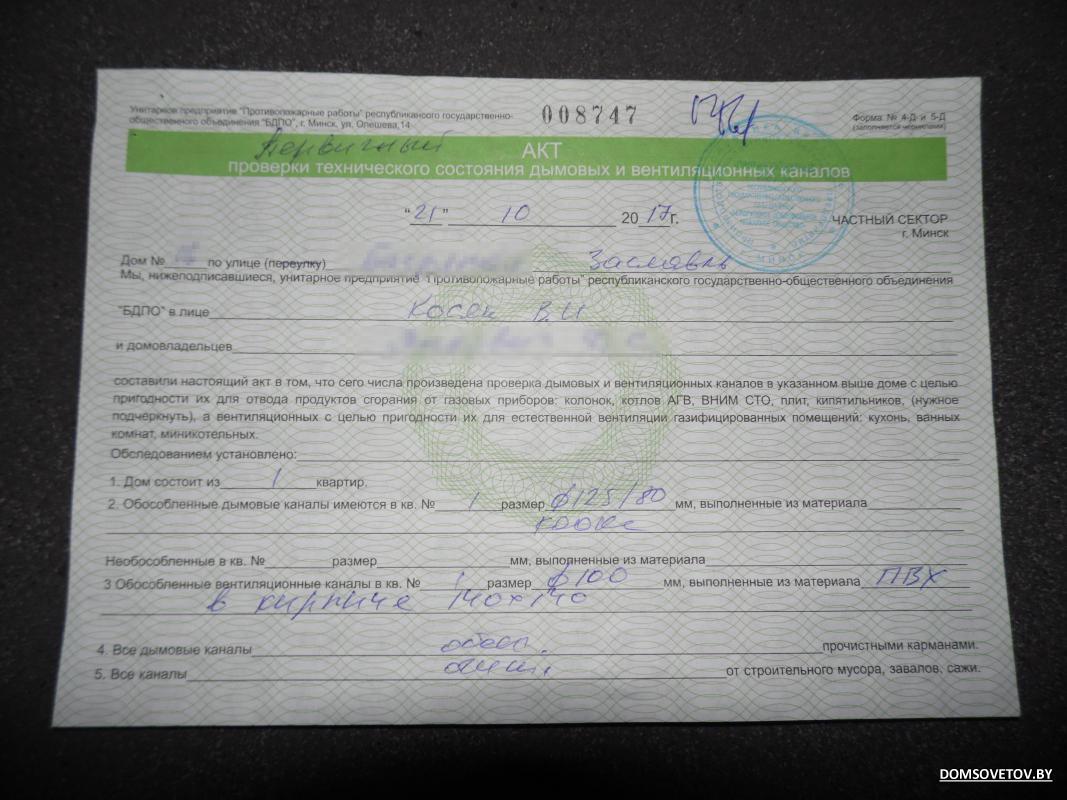 Унитарное предприятие "Противопожарные работы" республиканского государственно-
общественного объединения "БДПО", г. Минск, ул. Олешева,14
008747
Форма: № 4-Д и 5-Д
(заполняется чернилами)
Первичный
АКТ
проверки технического состояния дымовых и вентиляционных каналов
"21" 10 2017г.
ЧАСТНЫЙ СЕКТОР
г. Минск
Дом № по улице (переулку) Заславль
Мы, нижеподписавшиеся, унитарное предприятие "Противопожарные работы" республиканского государственно-общественного объединения
"БДПО" в лице В.И
и домовладельцев
составили настоящий акт в том, что сего числа произведена проверка дымовых и вентиляционных каналов в указанном выше доме с целью
пригодности их для отвода продуктов сгорания от газовых приборов: колонок, котлов АГВ, ВНИМ СТО, плит, кипятильников, (нужное
подчеркнуть), а вентиляционных с целью пригодности их для естественной вентиляции газифицированных помещений: кухонь, ванных
комнат, миникотельных.
Обследованием установлено:
1. Дом состоит из 1 квартир.
2. Обособленные дымовые каналы имеются в кв. № 1 размер ф125/80 мм, выполненные из материала
коакс
Необособленные в кв. № размер мм, выполненные из материала
3 Обособленные вентиляционные каналы в кв. № 1 размер ф100 мм, выполненные из материала ПВХ
в кирпиче 140х140
4. Все дымовые каналы обесп. прочистными карманами.
5. Все каналы очищ. от строительного мусора, завалов, сажи.
DOMSOVETOV.BY